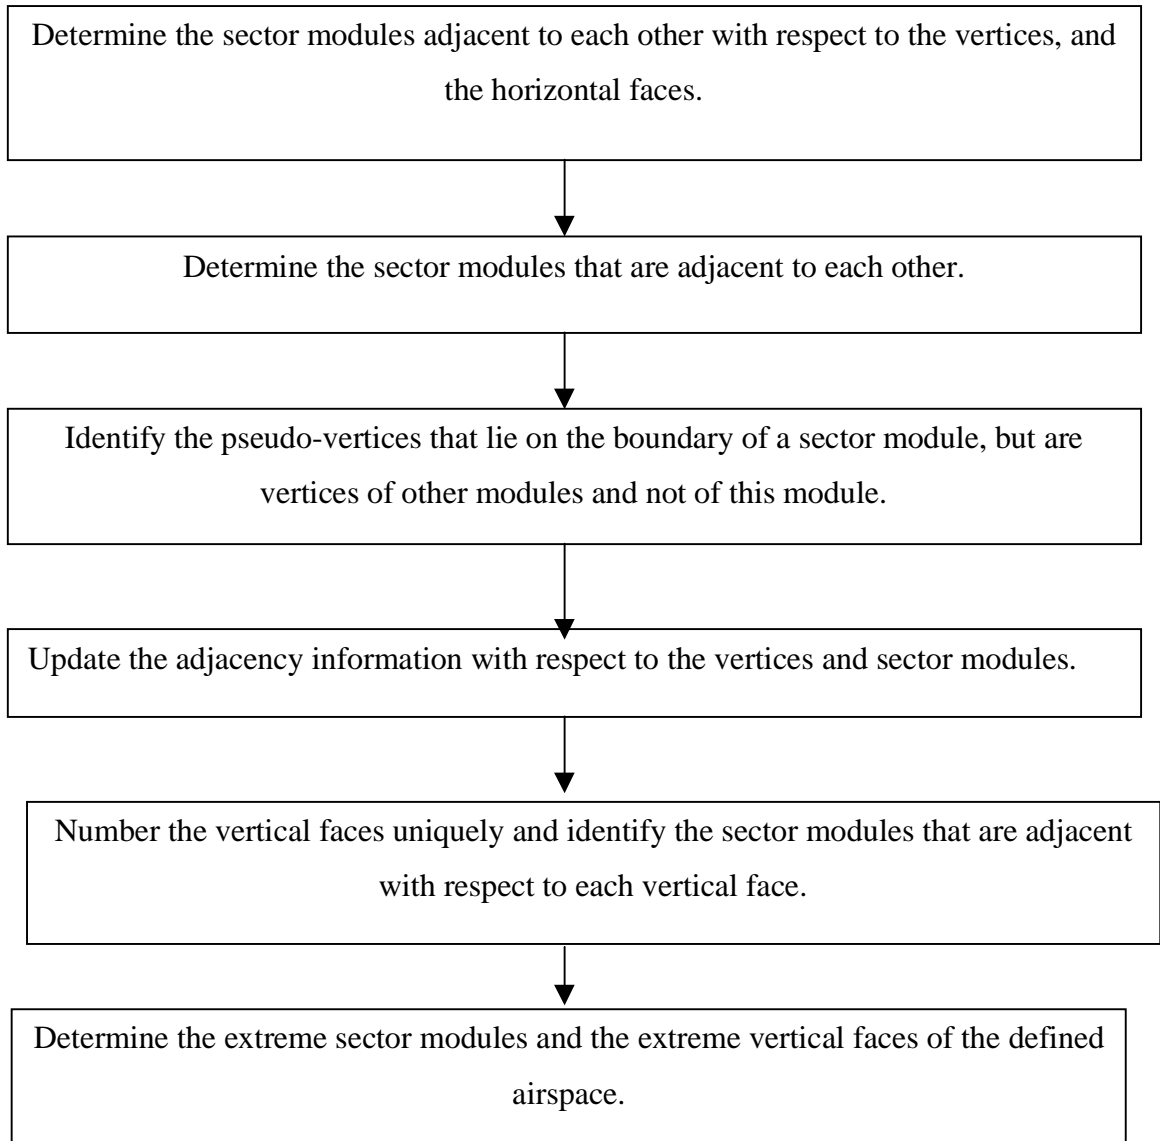 Determine the sector modules adjacent to each other with respect to the vertices, and
the horizontal faces.
Determine the sector modules that are adjacent to each other.
Identify the pseudo-vertices that lie on the boundary of a sector module, but are
vertices of other modules and not of this module.
Update the adjacency information with respect to the vertices and sector modules.
Number the vertical faces uniquely and identify the sector modules that are adjacent
with respect to each vertical face.
Determine the extreme sector modules and the extreme vertical faces of the defined
airspace.